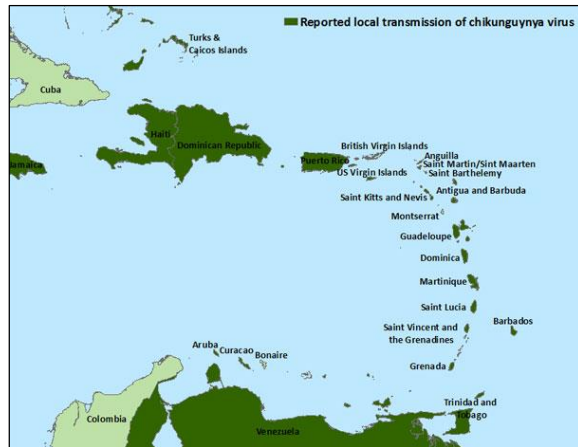 Reported local transmission of chikunguynya virus
Turks &
Caicos Islands
Cuba
Haiti
Dominican Republic
Jamaica
Puerto Rico
British Virgin Islands
US Virgin Islands
Anguilla
Saint Martin/Sint Maarten
Saint Barthelemy
Antigua and Barbuda
Saint Kitts and Nevis
Montserrat
Guadeloupe
Dominica
Martinique
Saint Lucia
Barbados
Saint Vincent and
the Grenadines
Grenada
Aruba
Curacao
Bonaire
Trinidad and
Tobago
Colombia
Venezuela